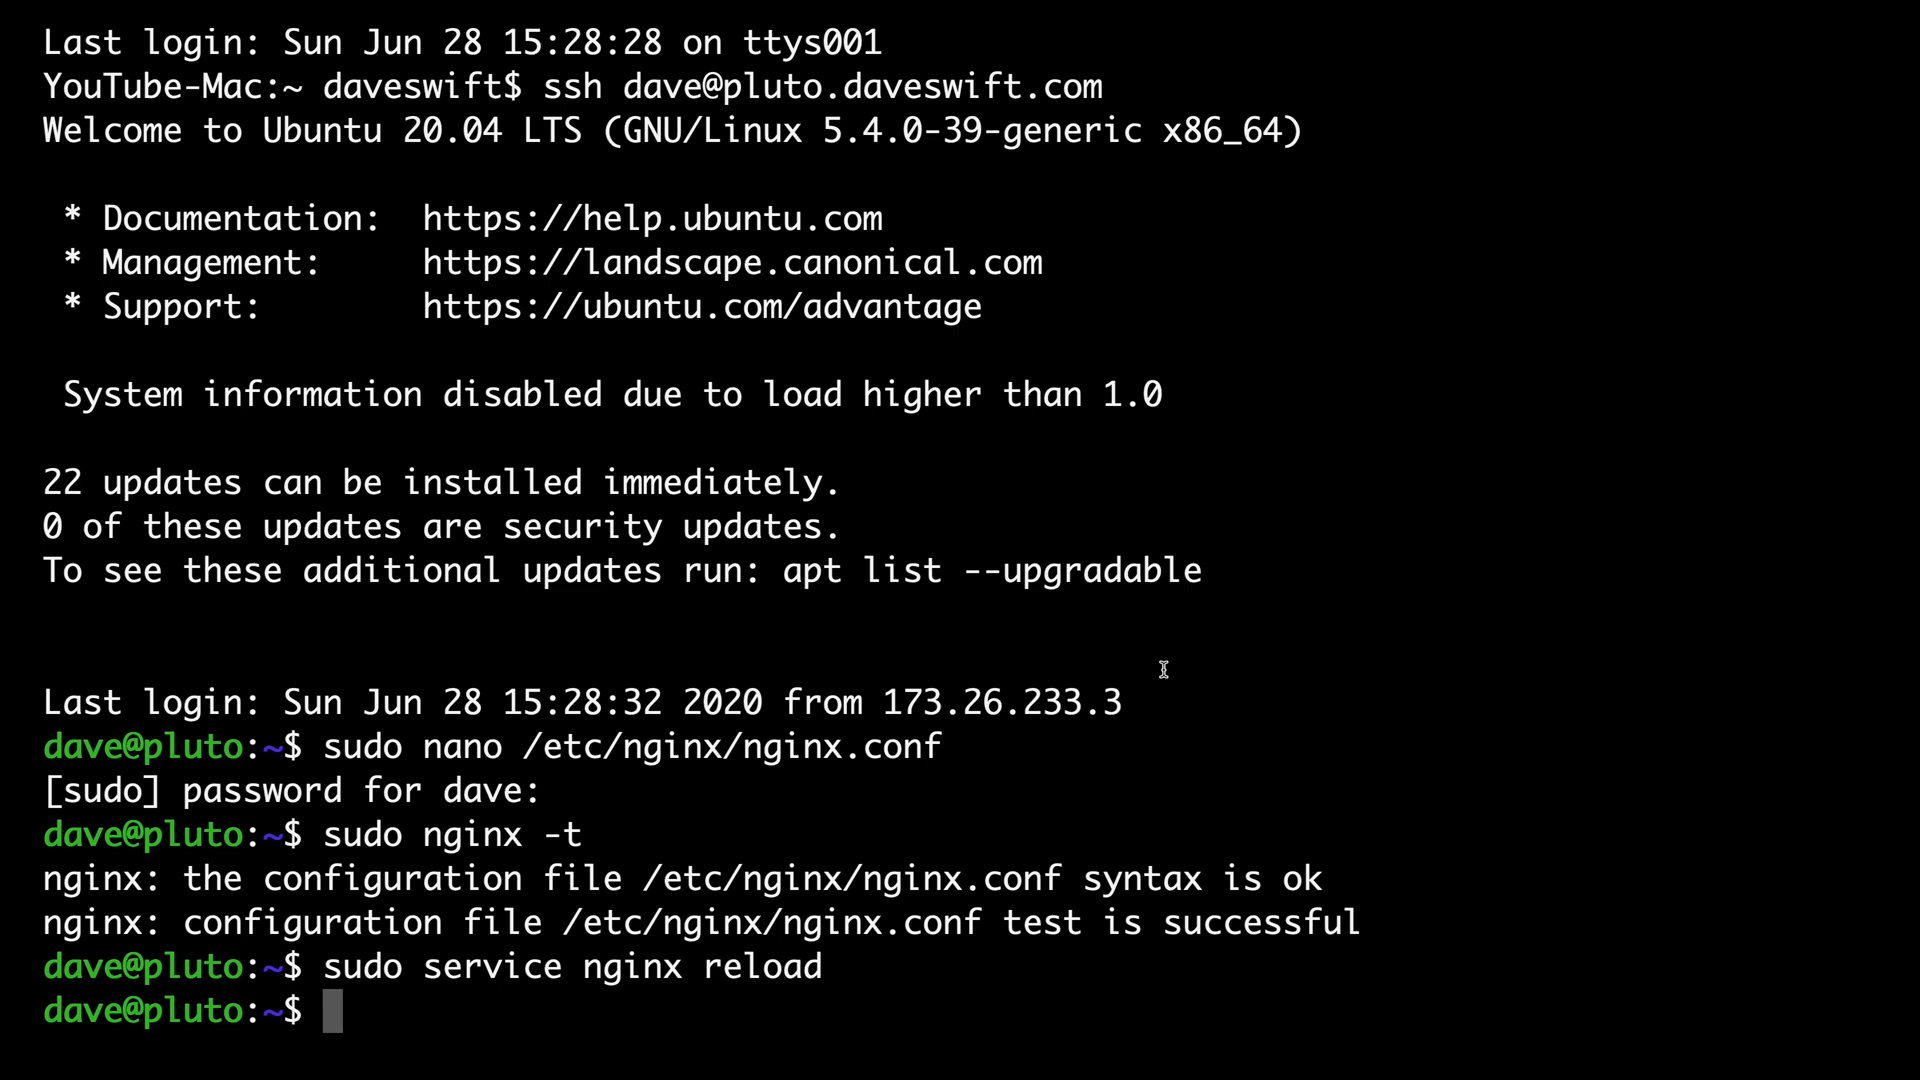 Last login: Sun Jun 28 15:28:28 on ttys001
YouTube-Mac:~ daveswift$ ssh dave@pluto.daveswift.com
Welcome to Ubuntu 20.04 LTS (GNU/Linux 5.4.0-39-generic x86_64)
* Documentation:  https://help.ubuntu.com
* Management:     https://landscape.canonical.com
* Support:        https://ubuntu.com/advantage
System information disabled due to load higher than 1.0
22 updates can be installed immediately.
0 of these updates are security updates.
To see these additional updates run: apt list --upgradable
Last login: Sun Jun 28 15:28:32 2020 from 173.26.233.3
dave@pluto:~$ sudo nano /etc/nginx/nginx.conf
[sudo] password for dave:
dave@pluto:~$ sudo nginx -t
nginx: the configuration file /etc/nginx/nginx.conf syntax is ok
nginx: configuration file /etc/nginx/nginx.conf test is successful
dave@pluto:~$ sudo service nginx reload
dave@pluto:~$